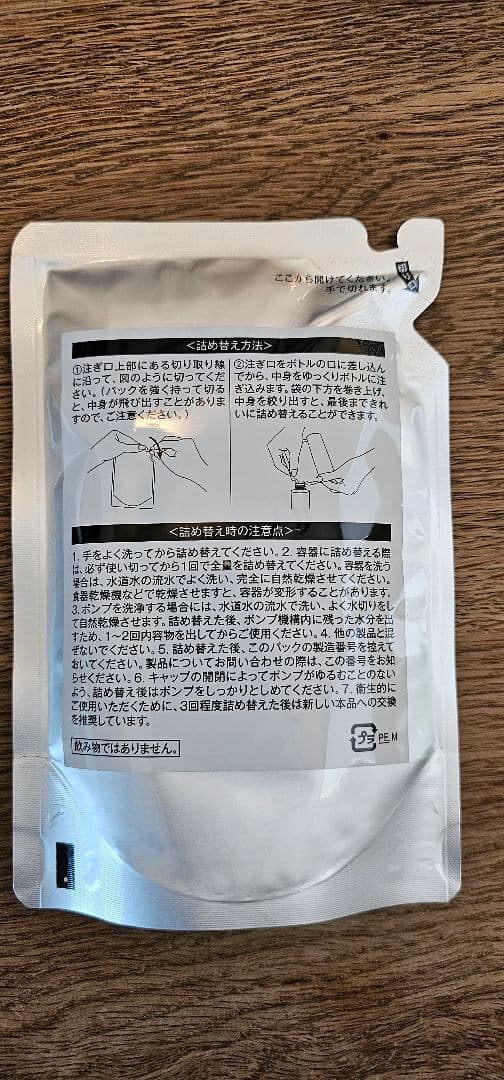 ここから開けてください。
手で切れます。
<詰め替え方法>
①注ぎ口上部にある切り取り線
に沿って、図のように切ってくだ
さい。(パックを強く持って切る
と、中身が飛び出すことがありま
すので、ご注意ください。)
②注ぎ口をボトルの口に差し込ん
でから、中身をゆっくりボトルに注
ぎ込みます。袋の下方を巻き上げ、
中身を絞り出すと、最後まできれ
いに詰め替えることができます。
<詰め替え時の注意点>
1. 手をよく洗ってから詰め替えてください。2. 容器に詰め替える際
は、必ず使い切ってから1回で全量を詰め替えてください。容器を洗う
場合は、水道水の流水でよく洗い、完全に自然乾燥させてください。
食器乾燥機などで乾燥させますと、容器が変形することがあります。
3. ポンプを洗浄する場合には、水道水の流水で洗い、よく水切りをし
て自然乾燥させます。詰め替えた後、ポンプ機構内に残った水分を出
すため、1~2回内容物を出してからご使用ください。4. 他の製品と混
ぜないでください。5. 詰め替えた後、このパックの製造番号を控えて
おいてください。製品についてお問い合わせの際は、この番号をお知
らせください。6. キャップの開閉によってポンプがゆるむことのない
よう、詰め替え後はポンプをしっかりとしめてください。7. 衛生的に
ご使用いただくために、3回程度詰め替えた後は新しい本品への交換
を推奨しています。
飲み物ではありません。
プラ PE,M